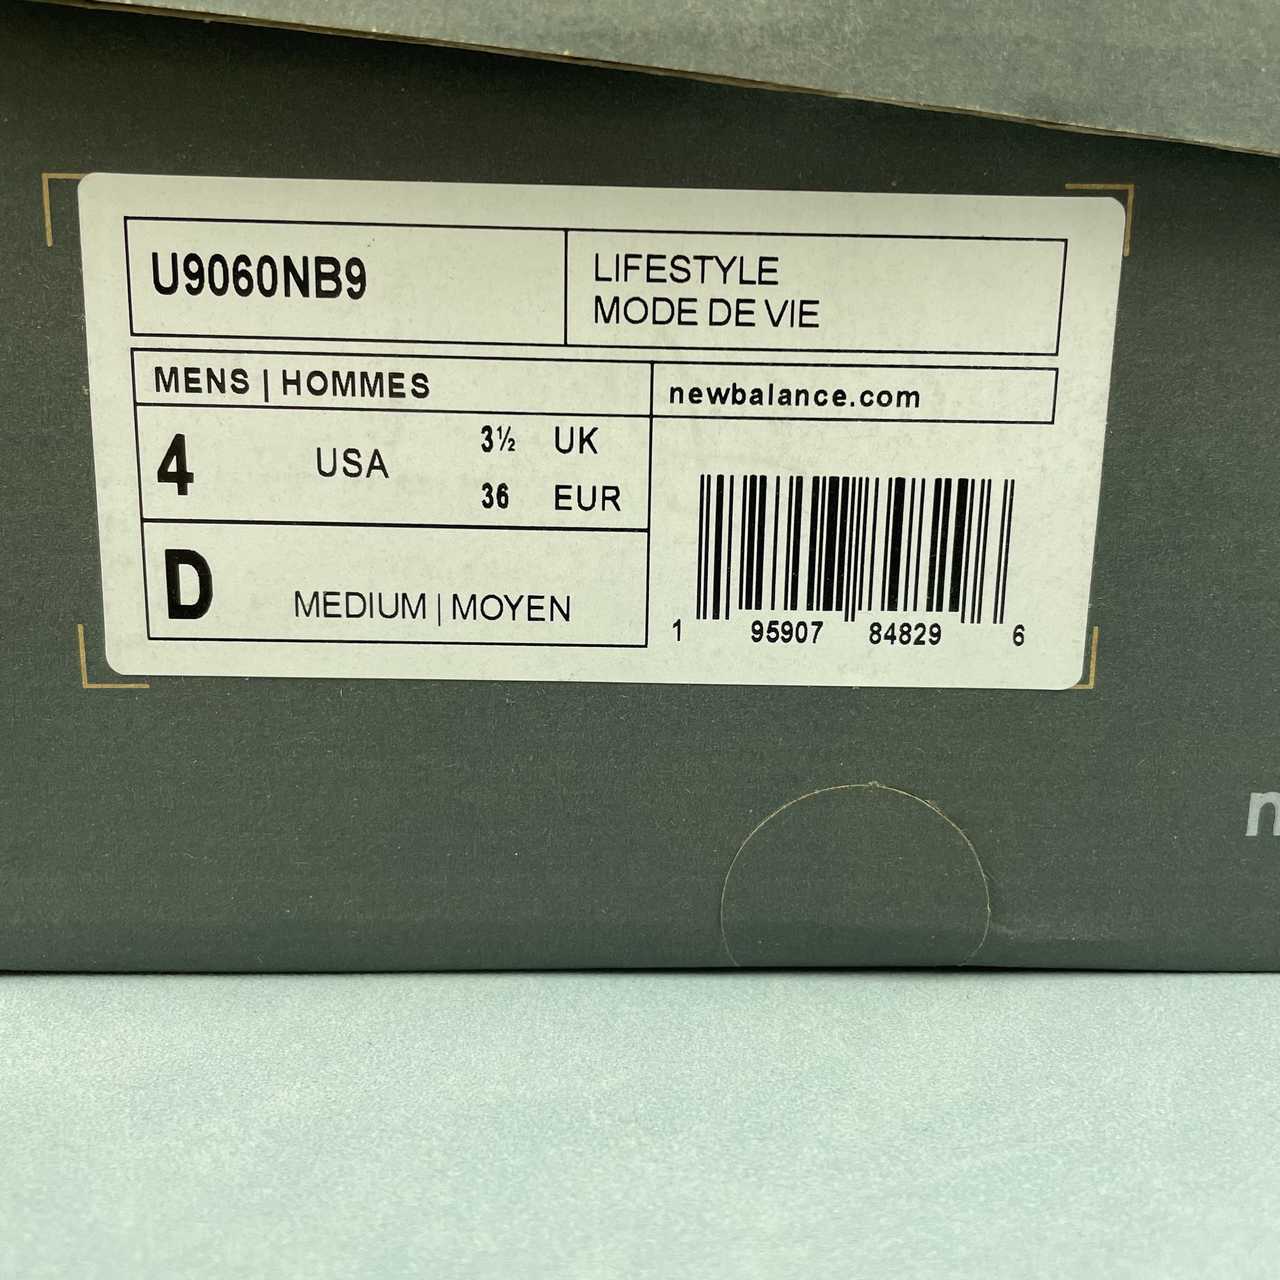 U9060NB9
LIFESTYLE
MODE DE VIE
MENS | HOMMES
newbalance.com
4 USA
3½ UK
36 EUR
D MEDIUM | MOYEN
1 95907 84829 6